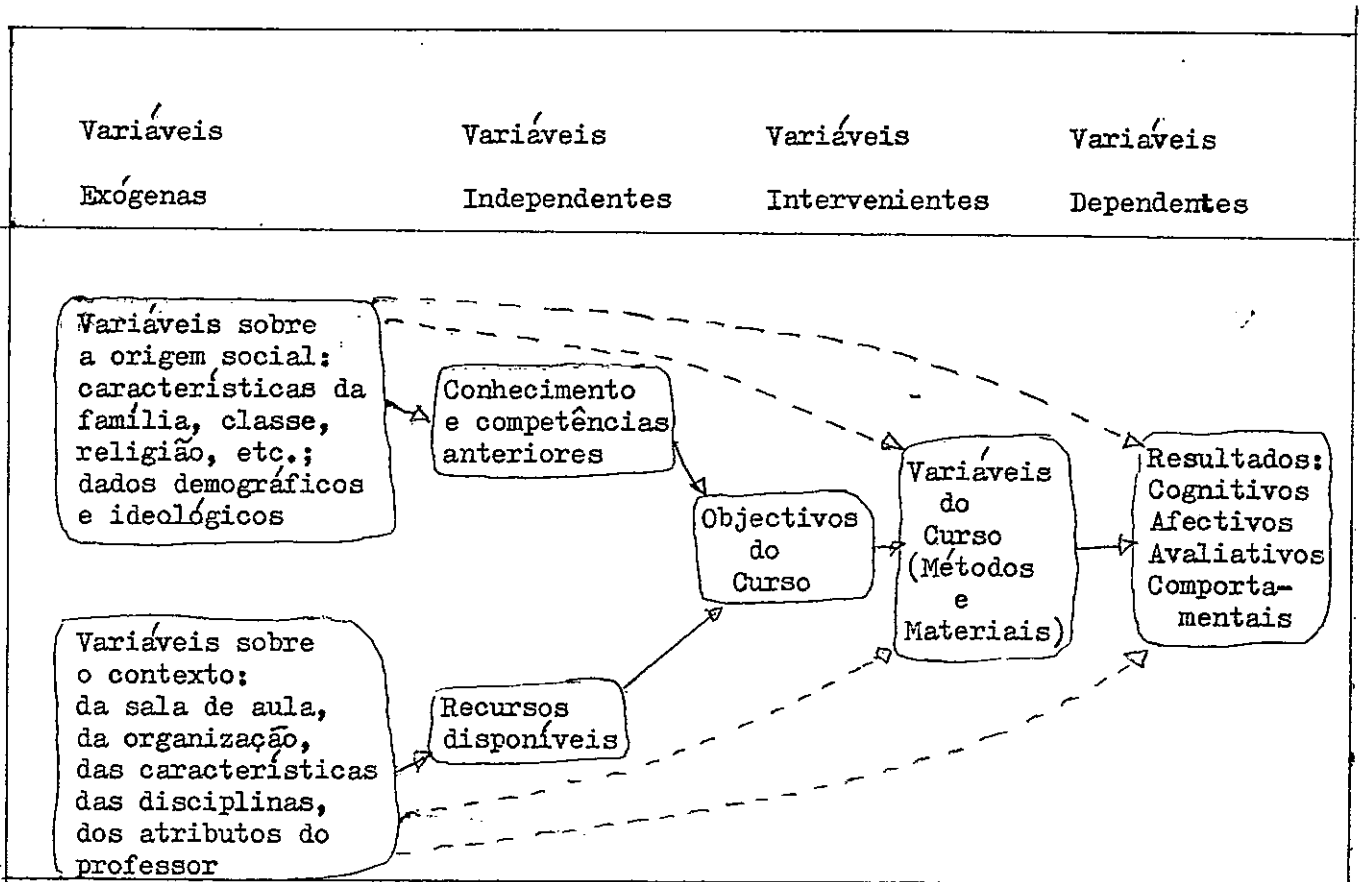 Variáveis
Exógenas
Variáveis
Independentes
Variáveis
Intervenientes
Variáveis
Dependentes
Variáveis sobre
a origem social:
características da
família, classe,
religião, etc.;
dados demográficos
e ideológicos
Conhecimento
e competências
anteriores
Objectivos
do
Curso
Variáveis
do
Curso
(Métodos
e
Materiais)
Resultados:
Cognitivos
Afectivos
Avaliativos
Comporta-
mentais
Variáveis sobre
o contexto:
da sala de aula,
da organização,
das características
das disciplinas,
dos atributos do
professor
Recursos
disponíveis